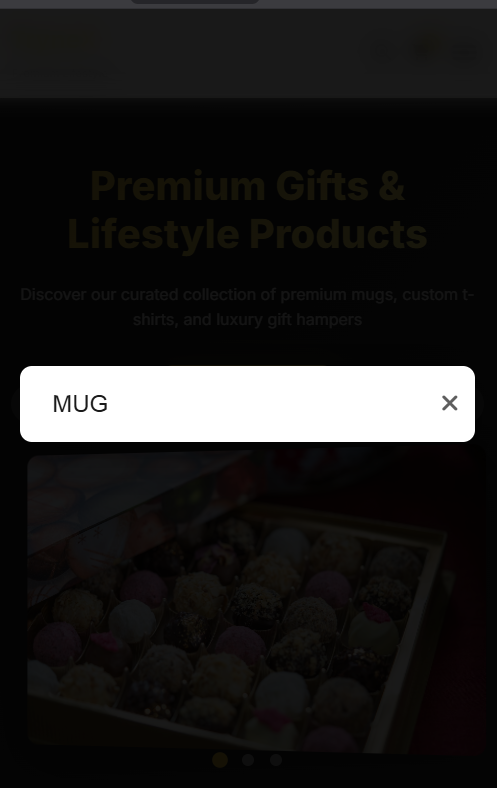 Premium Gifts &
Lifestyle Products
Discover our curated collection of premium mugs, custom t-
shirts, and luxury gift hampers
MUG